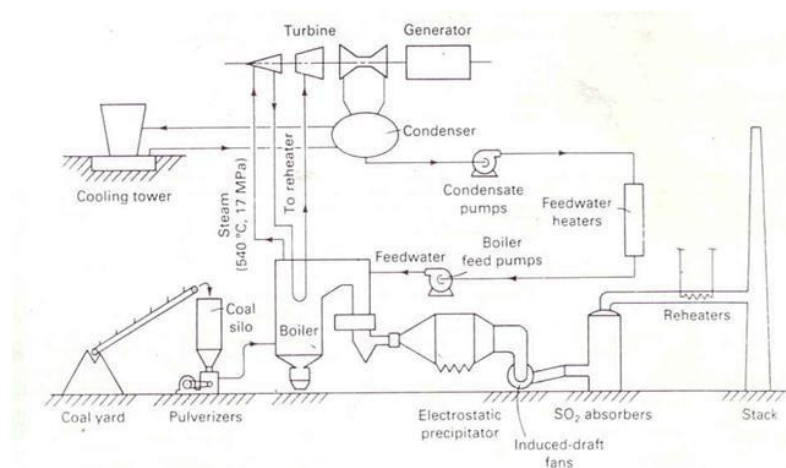 Turbine
Generator
Condenser
Cooling tower
Steam
(540 °C, 17 MPa)
To reheater
Condensate
pumps
Feedwater
heaters
Feedwater
Boiler
feed pumps
Coal
silo
Boiler
Reheaters
Coal yard
Pulverizers
Electrostatic
precipitator
Induced-draft
fans
SO₂ absorbers
Stack